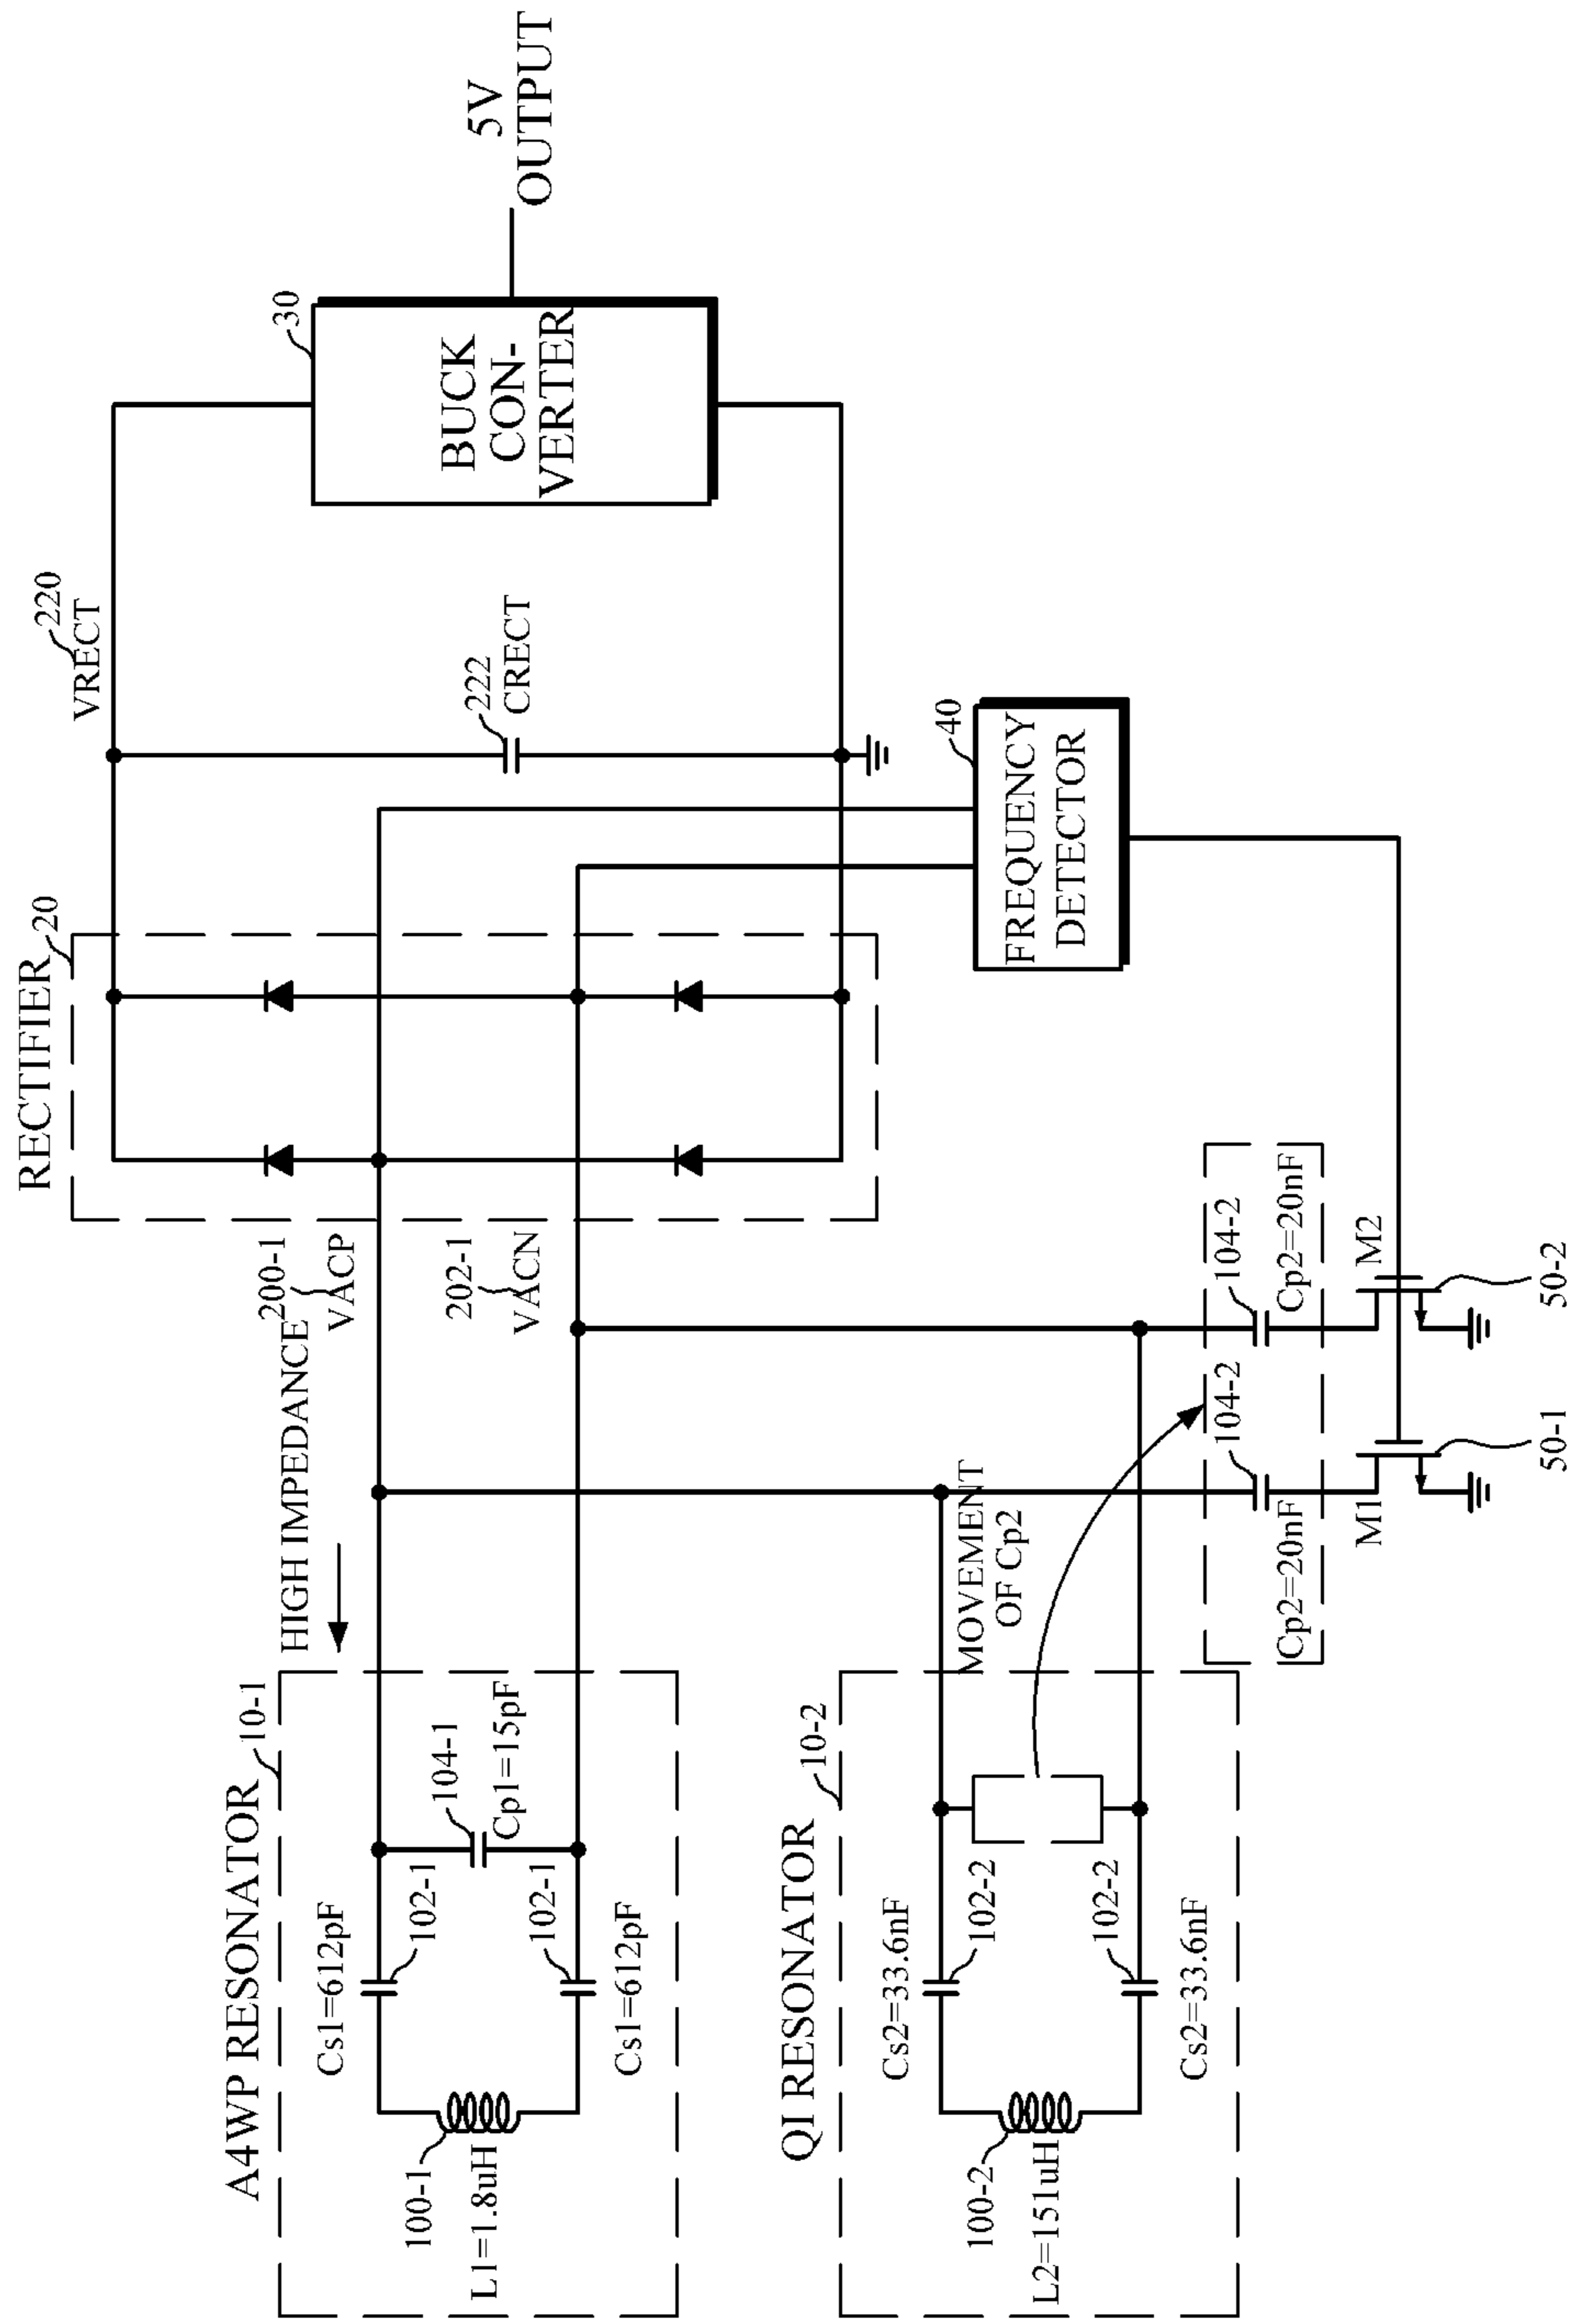 A4WP RESONATOR
10-1
Cs1=612pF
102-1
104-1
Cp1=15pF
100-1
L1=1.8uH
102-1
Cs1=612pF
HIGH IMPEDANCE
200-1
VACP
202-1
VACN
RECTIFIER
20
220
VRECT
222
CRECT
30
BUCK
CON-
VERTER
5V
OUTPUT
QI RESONATOR
10-2
Cs2=33.6nF
102-2
100-2
L2=151uH
102-2
Cs2=33.6nF
MOVEMENT
OF Cp2
40
FREQUENCY
DETECTOR
104-2
104-2
Cp2=20nF
Cp2=20nF
M1
M2
50-1
50-2